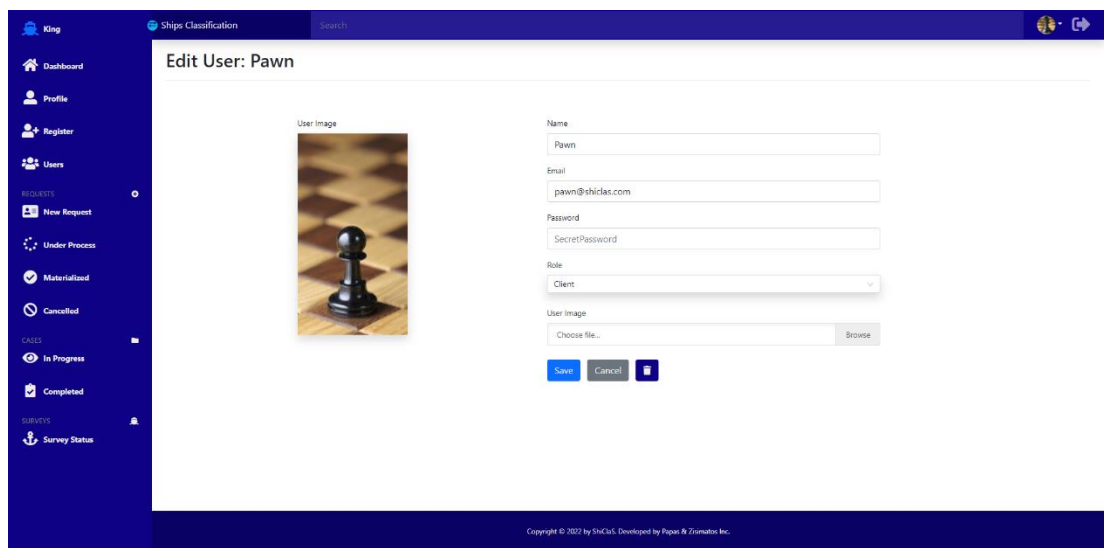 King
Ships Classification
Search
Dashboard
Profile
Register
Users
REQUESTS
New Request
Under Process
Materialized
Cancelled
CASES
In Progress
Completed
SURVEYS
Survey Status
Edit User: Pawn
User Image
Name
Pawn
Email
pawn@shiclas.com
Password
SecretPassword
Role
Client
User Image
Choose file...
Browse
Save
Cancel
Copyright © 2022 by ShiClaS. Developed by Papas & Zisimatos Inc.